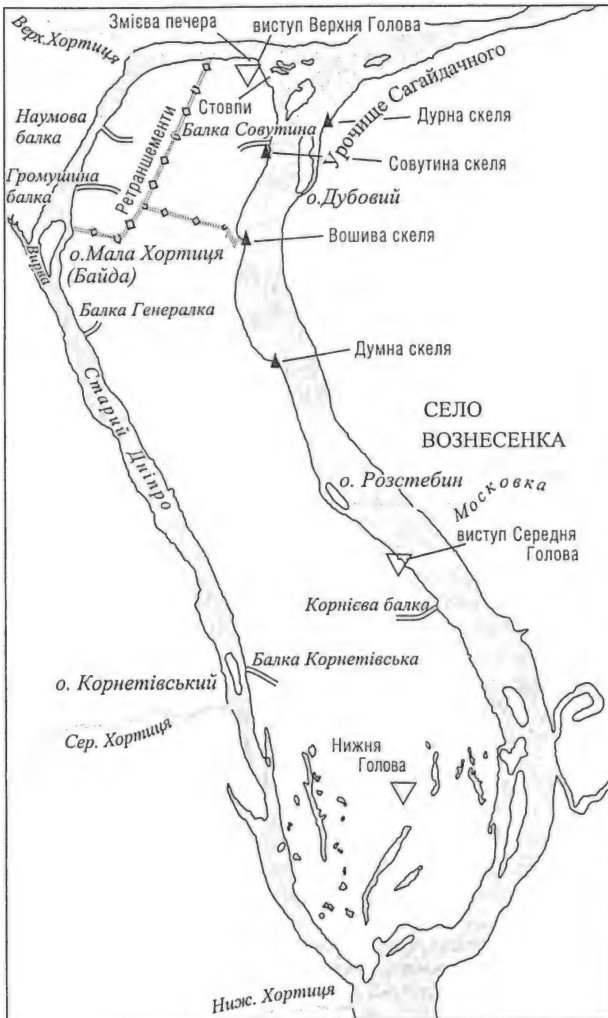 Змієва печера
виступ Верхня Голова
Верх.Хортиця
Стовпи
Урочище Сагайдачного
Наумова
балка
Ретраншементи
Балка Совутина
Дурна скеля
Совутина скеля
Громушина
балка
о.Дубовий
Вирва
о.Мала Хортиця
(Байда)
Вошива скеля
Балка Генералка
Думна скеля
Старий Дніпро
СЕЛО
ВОЗНЕСЕНКА
о. Розстебин
Московка
виступ Середня
Голова
Корнієва балка
Балка Корнетівська
о. Корнетівський
Сер. Хортиця
Нижня
Голова
Ниж. Хортиця